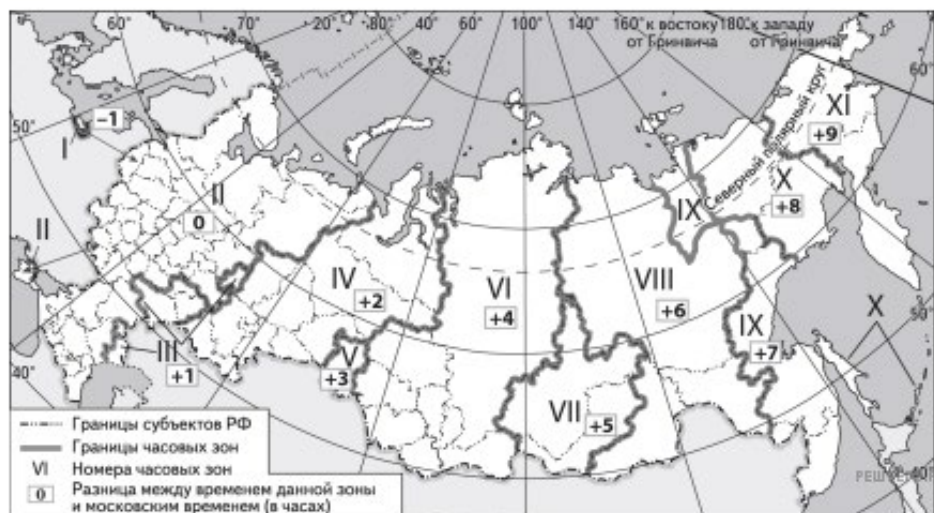 60° 20° 20° 40° 60° 80° 100° 120° 140° 160° к востоку 180° к западу
от Гринвича от Гринвича
60°
50°
I
-1
Северный полярный круг
XI
+9
II
0
II
X
+8
IX
IV
+2
VI
+4
VIII
+6
X
50°
IX
+7
III
+1
V
+3
VII
+5
40°
40°
Границы субъектов РФ
Границы часовых зон
VI Номера часовых зон
0 Разница между временем данной зоны
и московским временем (в часах)